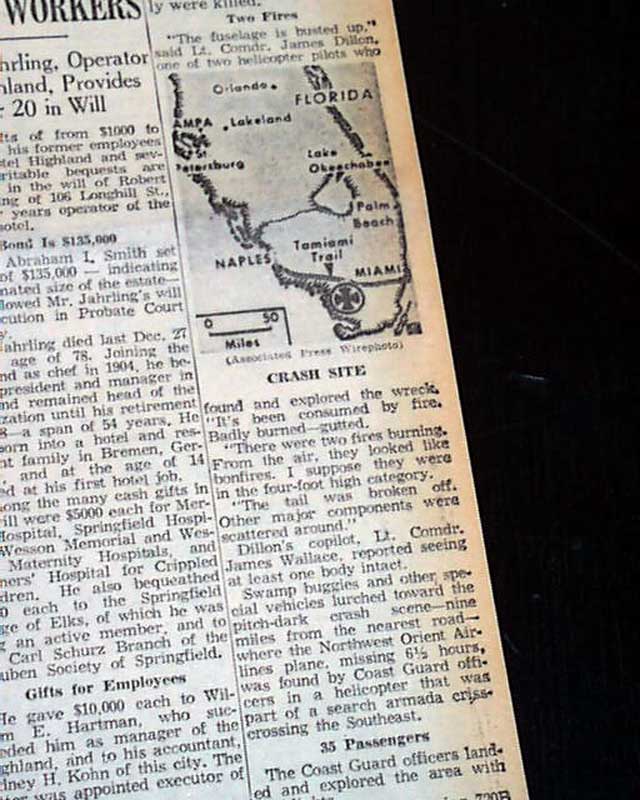 WORKERS
Operator
Provides
20 in Will
of from $1000 to
his former employees
Highland and
bequests are
in the will of Robert
of 106 Longhill St.,
years operator of the
Bond Is $135,000
Abraham I. Smith set
of $135,000 — indicating
size of the estate—
Mr. Jahrling's will
in Probate Court
died last Dec. 27
age of 78. Joining the
as chef in 1904, he be-
president and manager in
remained head of the
until his retirement
—a span of 54 years. He
into a hotel and res-
family in Bremen, Ger-
and at the age of 14
at his first hotel job.
the many cash gifts in
were $5000 each for Mer-
Hospital, Springfield Hospi-
Wesson Memorial and Wes-
Maternity Hospitals, and
Hospital for Crippled
He also bequeathed
each to the Springfield
of Elks, of which he was
an active member, and to
Carl Schurz Branch of the
Society of Springfield.
Gifts for Employees
He gave $10,000 each to Wil-
E. Hartman, who suc-
him as manager of the
and to his accountant,
H. Kohn of this city. The
was appointed executor of
ly were killed.
Two Fires
"The fuselage is busted up,"
said Lt. Comdr. James Dillon,
one of two helicopter pilots who
Orlando
FLORIDA
Lakeland
St.
Petersburg
Lake
Okeechobee
Palm
Beach
NAPLES
Tamiami
Trail
MIAMI
0 50
Miles
(Associated Press Wirephoto)
CRASH SITE
found and explored the wreck.
"It's been consumed by fire.
Badly burned—gutted.
"There were two fires burning.
From the air, they looked like
bonfires. I suppose they were
in the four-foot high category.
"The tail was broken off.
Other major components were
scattered around."
Dillon's copilot, Lt. Comdr.
James Wallace, reported seeing
at least one body intact.
Swamp buggies and other spe-
cial vehicles lurched toward the
pitch-dark crash scene—nine
miles from the nearest road—
where the Northwest Orient Air-
lines plane, missing 6½ hours,
was found by Coast Guard offi-
cers in a helicopter that was
part of a search armada criss-
crossing the Southeast.
35 Passengers
The Coast Guard officers land-
ed and explored the area with
720B